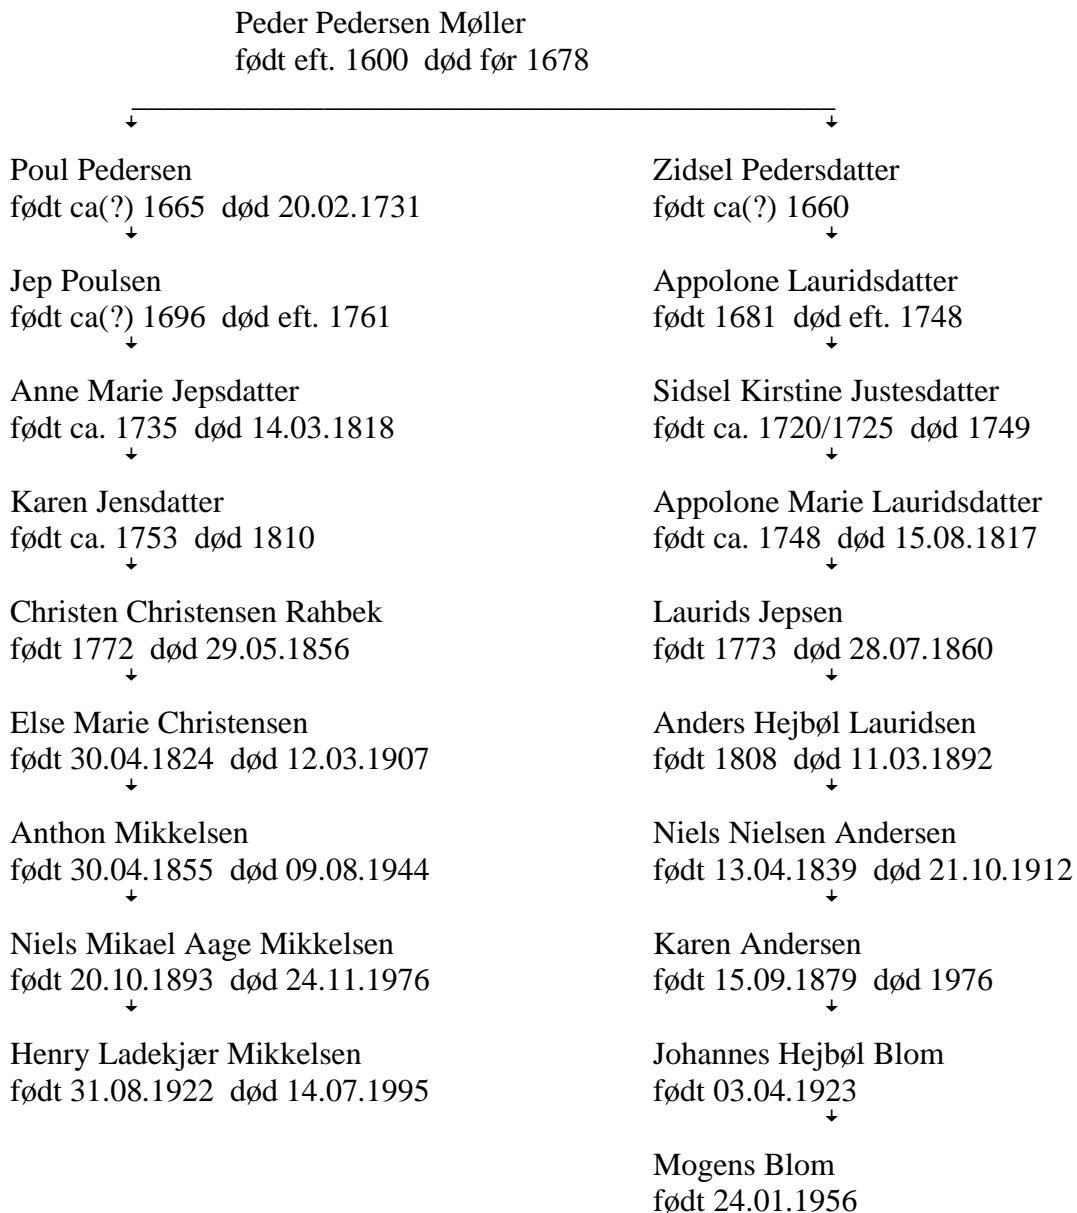 Peder Pedersen Møller
født eft. 1600 død før 1678
Poul Pedersen
født ca(?) 1665 død 20.02.1731
Zidsel Pedersdatter
født ca(?) 1660
Jep Poulsen
født ca(?) 1696 død eft. 1761
Appolone Lauridsdatter
født 1681 død eft. 1748
Anne Marie Jepsdatter
født ca. 1735 død 14.03.1818
Sidsel Kirstine Justesdatter
født ca. 1720/1725 død 1749
Karen Jensdatter
født ca. 1753 død 1810
Appolone Marie Lauridsdatter
født ca. 1748 død 15.08.1817
Christen Christensen Rahbek
født 1772 død 29.05.1856
Laurids Jepsen
født 1773 død 28.07.1860
Else Marie Christensen
født 30.04.1824 død 12.03.1907
Anders Hejbøl Lauridsen
født 1808 død 11.03.1892
Anthon Mikkelsen
født 30.04.1855 død 09.08.1944
Niels Nielsen Andersen
født 13.04.1839 død 21.10.1912
Niels Mikael Aage Mikkelsen
født 20.10.1893 død 24.11.1976
Karen Andersen
født 15.09.1879 død 1976
Henry Ladekjær Mikkelsen
født 31.08.1922 død 14.07.1995
Johannes Hejbøl Blom
født 03.04.1923
Mogens Blom
født 24.01.1956